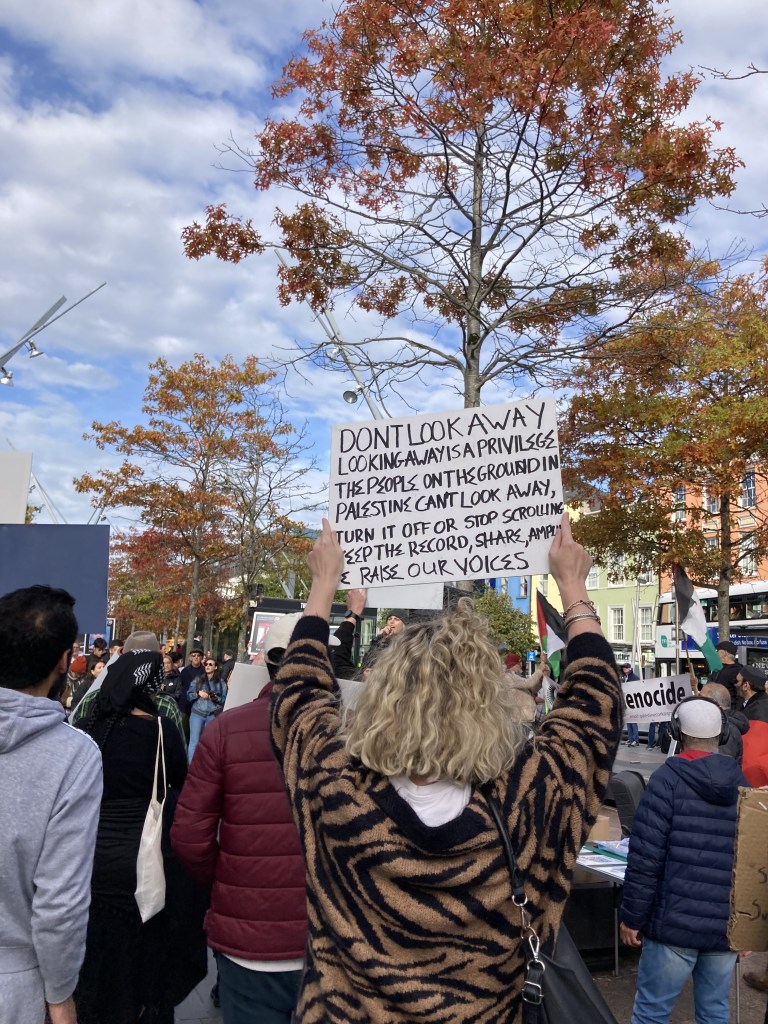 DONT LOOK AWAY
LOOKING AWAY IS A PRIVILEGE
THE PEOPLE ON THE GROUND IN
PALESTINE CANT LOOK AWAY,
TURN IT OFF OR STOP SCROLLING
KEEP THE RECORD, SHARE, AMPLI
& RAISE OUR VOICES
enocide